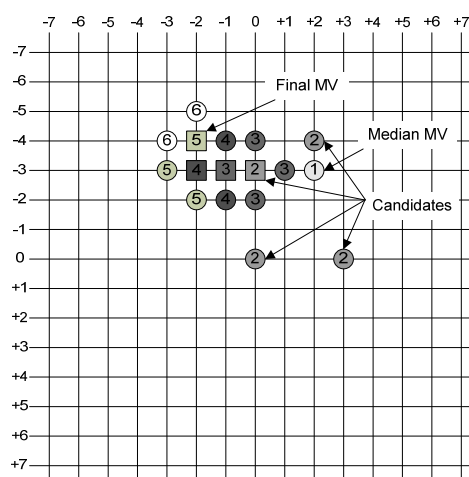 -7 -6 -5 -4 -3 -2 -1 0 +1 +2 +3 +4 +5 +6 +7
-7
-6
Final MV
-5 6
-4 6 5 4 3 2
Median MV
-3 5 4 3 2 3 1
Candidates
-2 5 4 3
0 2 2
+1
+2
+3
+4
+5
+6
+7